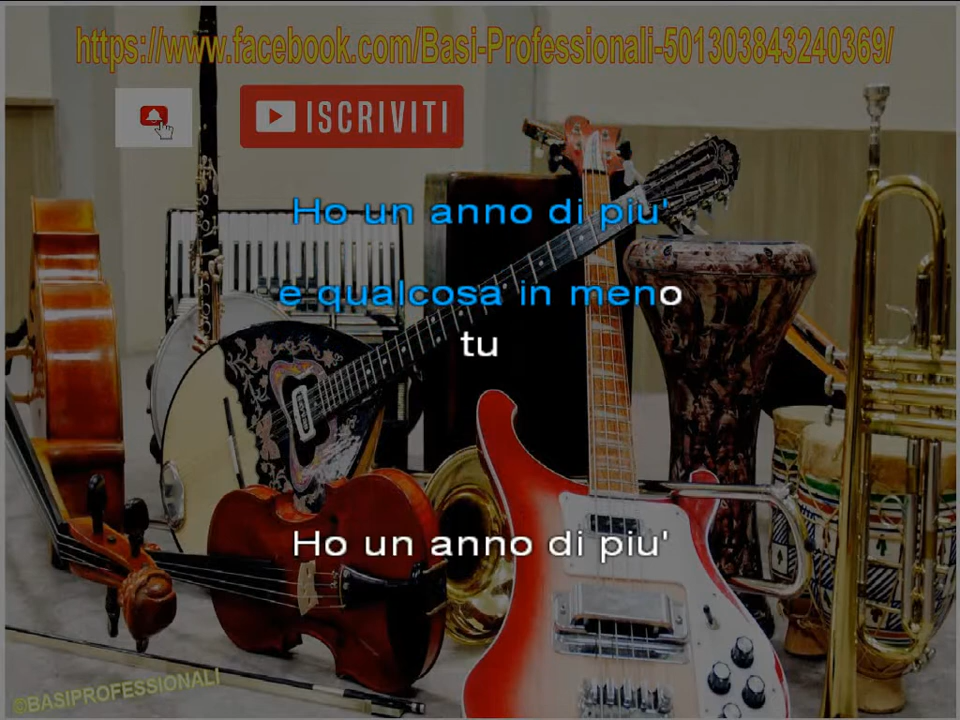 https://www.facebook.com/Basi-Professionali-501303843240369/
ISCRIVITI
Ho un anno di piu'
e qualcosa in meno
tu
Ho un anno di piu'
©BASIPROFESSIONALI